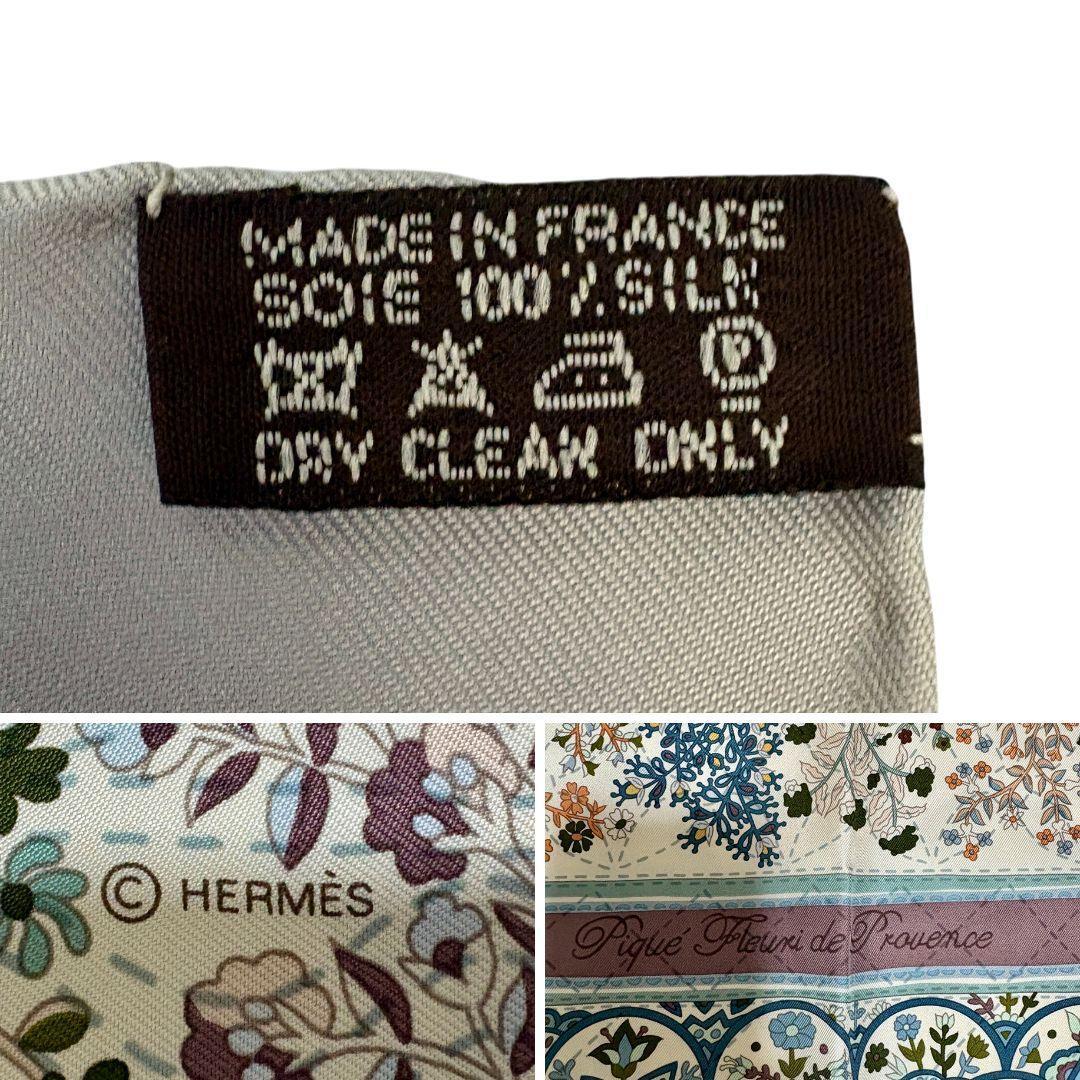 MADE IN FRANCE
SOIE 100% SILK
P
DRY CLEAN ONLY
© HERMÈS
Piqué Fleuri de Provence